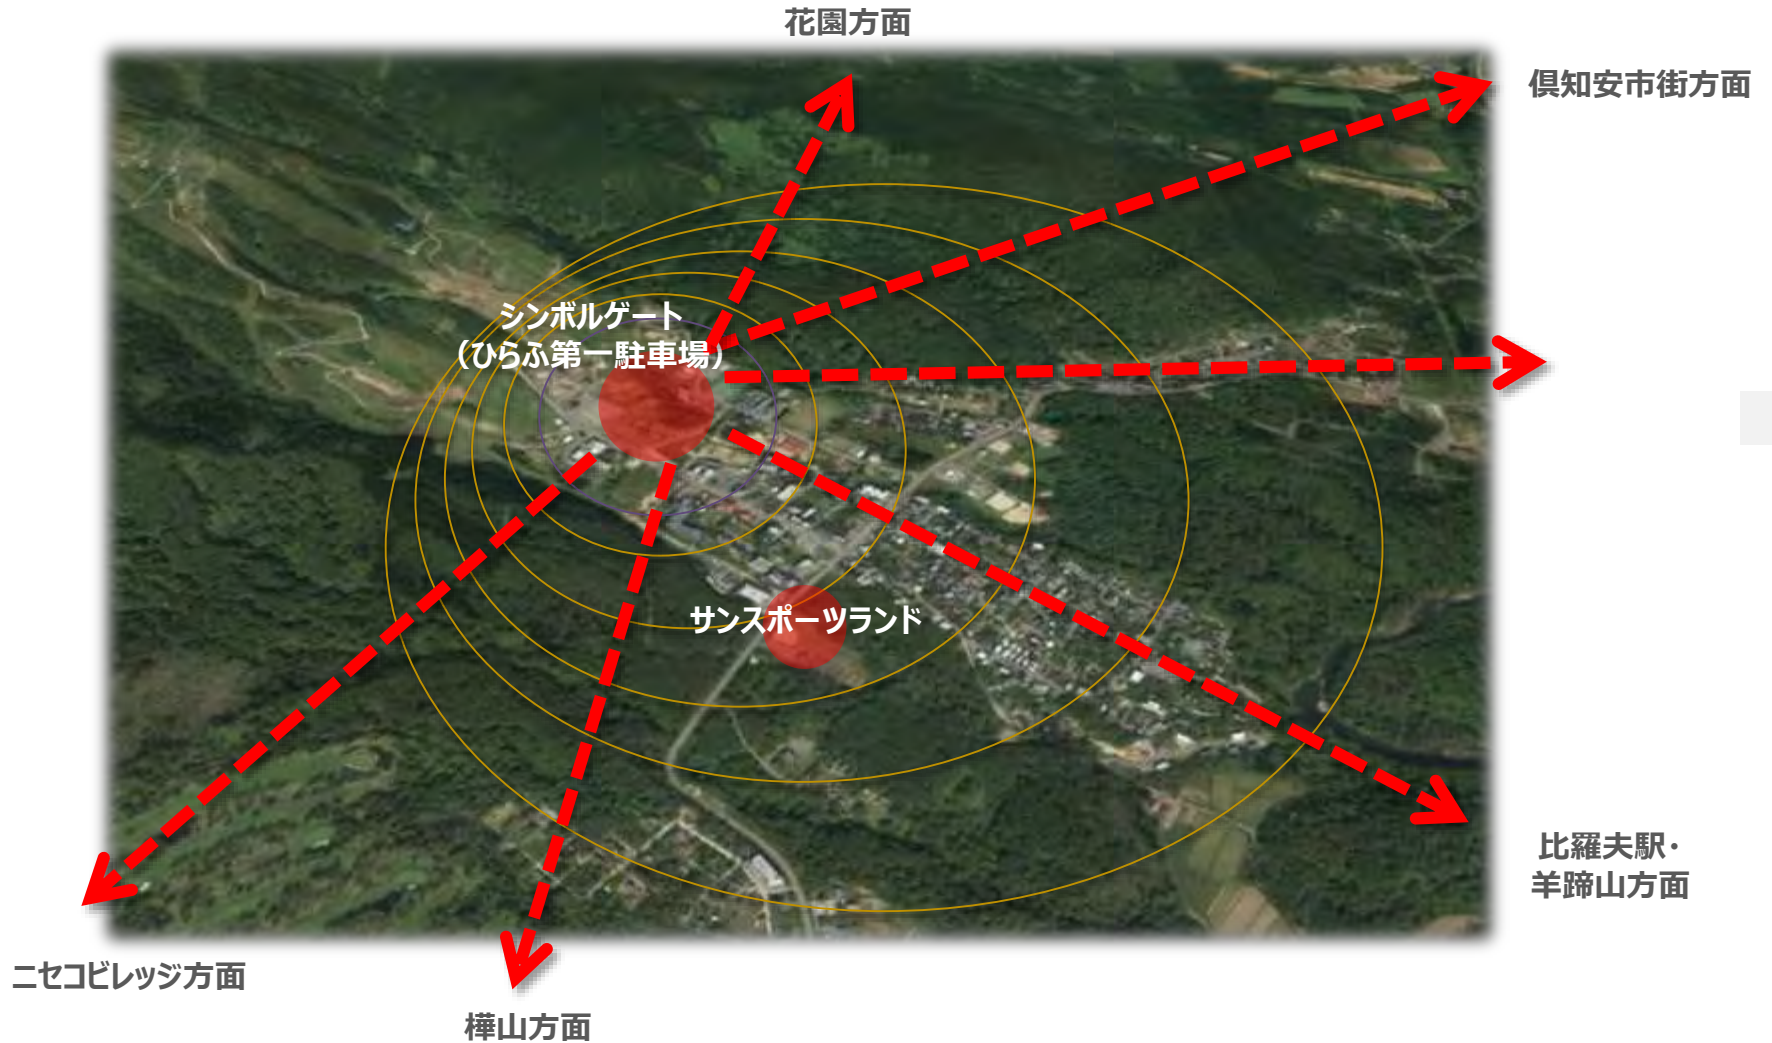 花園方面
倶知安市街方面
シンボルゲート
（ひらふ第一駐車場）
サンスポーツランド
比羅夫駅・
羊蹄山方面
ニセコビレッジ方面
樺山方面